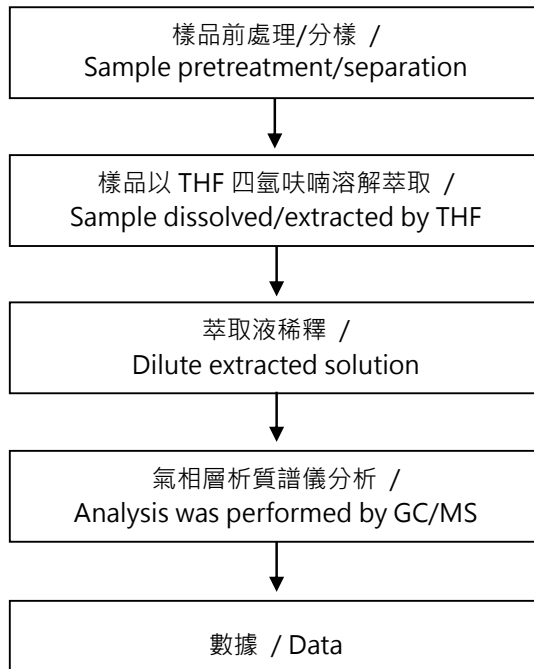 樣品前處理/分樣 /
Sample pretreatment/separation
樣品以 THF 四氫呋喃溶解萃取 /
Sample dissolved/extracted by THF
萃取液稀釋 /
Dilute extracted solution
氣相層析質譜儀分析 /
Analysis was performed by GC/MS
數據 / Data